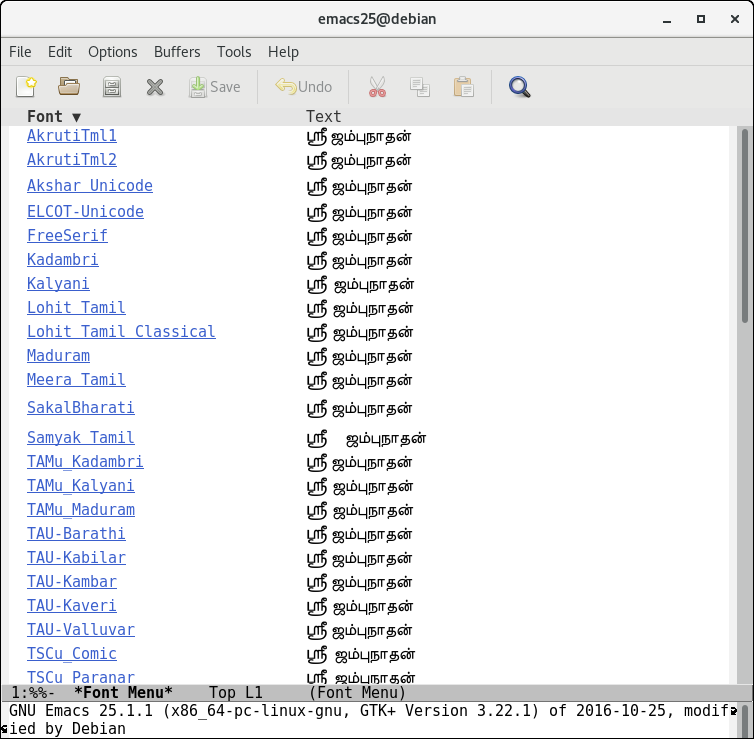 emacs25@debian
File Edit Options Buffers Tools Help
Save Undo
Font ▼ Text
AkrutiTml1 ஸ்ரீ ஜம்புநாதன்
AkrutiTml2 ஸ்ரீ ஜம்புநாதன்
Akshar Unicode ஸ்ரீ ஜம்புநாதன்
ELCOT-Unicode ஸ்ரீ ஜம்புநாதன்
FreeSerif ஸ்ரீ ஜம்புநாதன்
Kadambri ஸ்ரீ ஜம்புநாதன்
Kalyani ஸ்ரீ ஜம்புநாதன்
Lohit Tamil ஸ்ரீ ஜம்புநாதன்
Lohit Tamil Classical ஸ்ரீ ஜம்புநாதன்
Maduram ஸ்ரீ ஜம்புநாதன்
Meera Tamil ஸ்ரீ ஜம்புநாதன்
SakalBharati ஸ்ரீ ஜம்புநாதன்
Samyak Tamil ஸ்ரீ ஜம்புநாதன்
TAMu_Kadambri ஸ்ரீ ஜம்புநாதன்
TAMu_Kalyani ஸ்ரீ ஜம்புநாதன்
TAMu_Maduram ஸ்ரீ ஜம்புநாதன்
TAU-Barathi ஸ்ரீ ஜம்புநாதன்
TAU-Kabilar ஸ்ரீ ஜம்புநாதன்
TAU-Kambar ஸ்ரீ ஜம்புநாதன்
TAU-Kaveri ஸ்ரீ ஜம்புநாதன்
TAU-Valluvar ஸ்ரீ ஜம்புநாதன்
TSCu_Comic ஸ்ரீ ஜம்புநாதன்
TSCu_Paranar ஸ்ரீ ஜம்புநாதன்
1:%%- *Font Menu* Top L1 (Font Menu)
GNU Emacs 25.1.1 (x86_64-pc-linux-gnu, GTK+ Version 3.22.1) of 2016-10-25, modif
ied by Debian